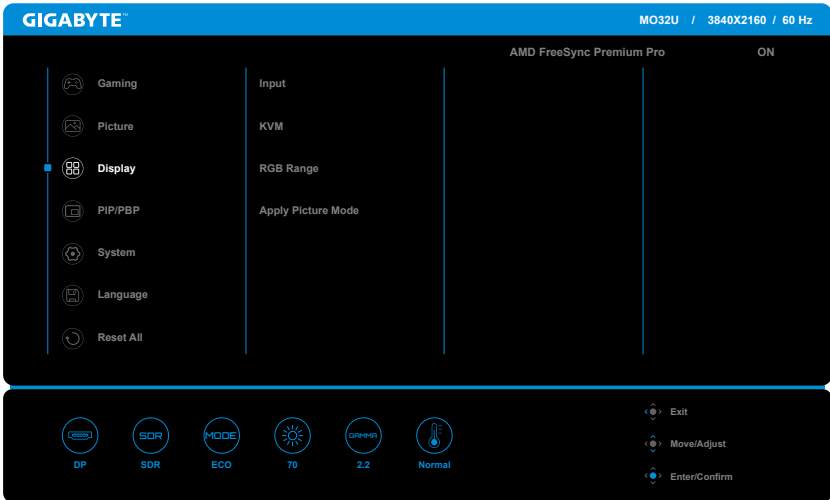 GIGABYTE™
MO32U / 3840X2160 / 60 Hz
AMD FreeSync Premium Pro ON
Gaming
Picture
Display
PIP/PBP
System
Language
Reset All
Input
KVM
RGB Range
Apply Picture Mode
SDR
MODE
GAMMA
DP
SDR
ECO
70
2.2
Normal
Exit
Move/Adjust
Enter/Confirm